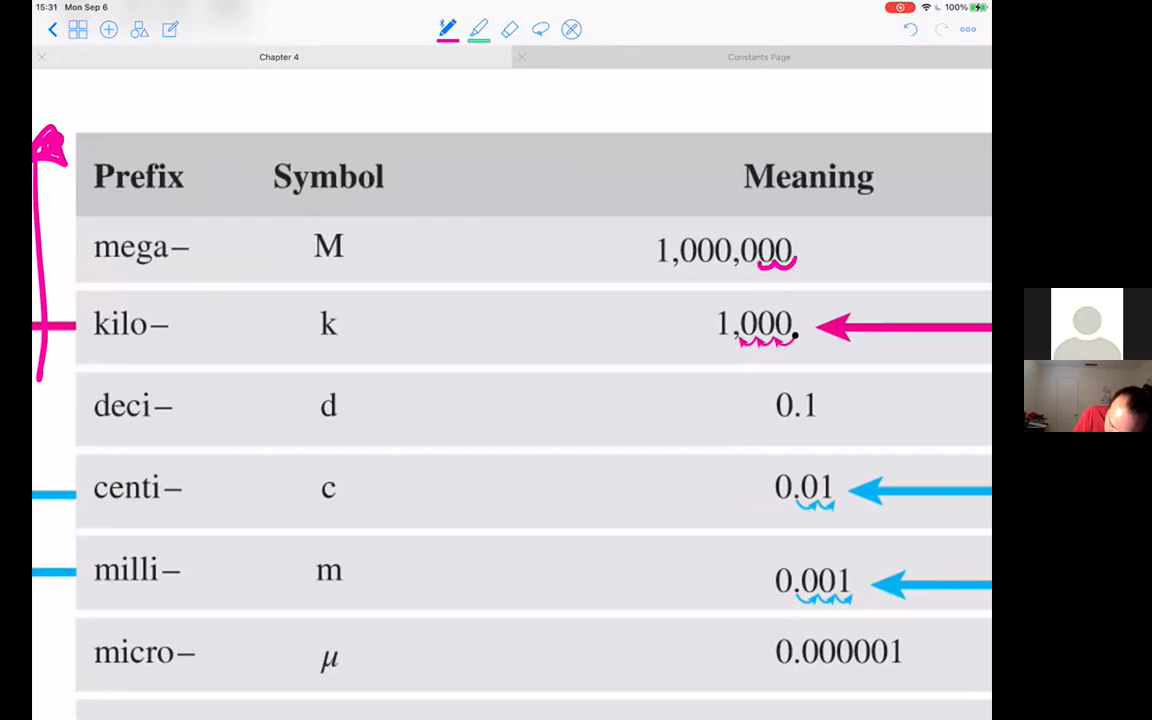 15:31 Mon Sep 6 100%
Chapter 4 Constants Page
Prefix Symbol Meaning
mega– M 1,000,000.
kilo– k 1,000.
deci– d 0.1
centi– c 0.01
milli– m 0.001
micro– μ 0.000001